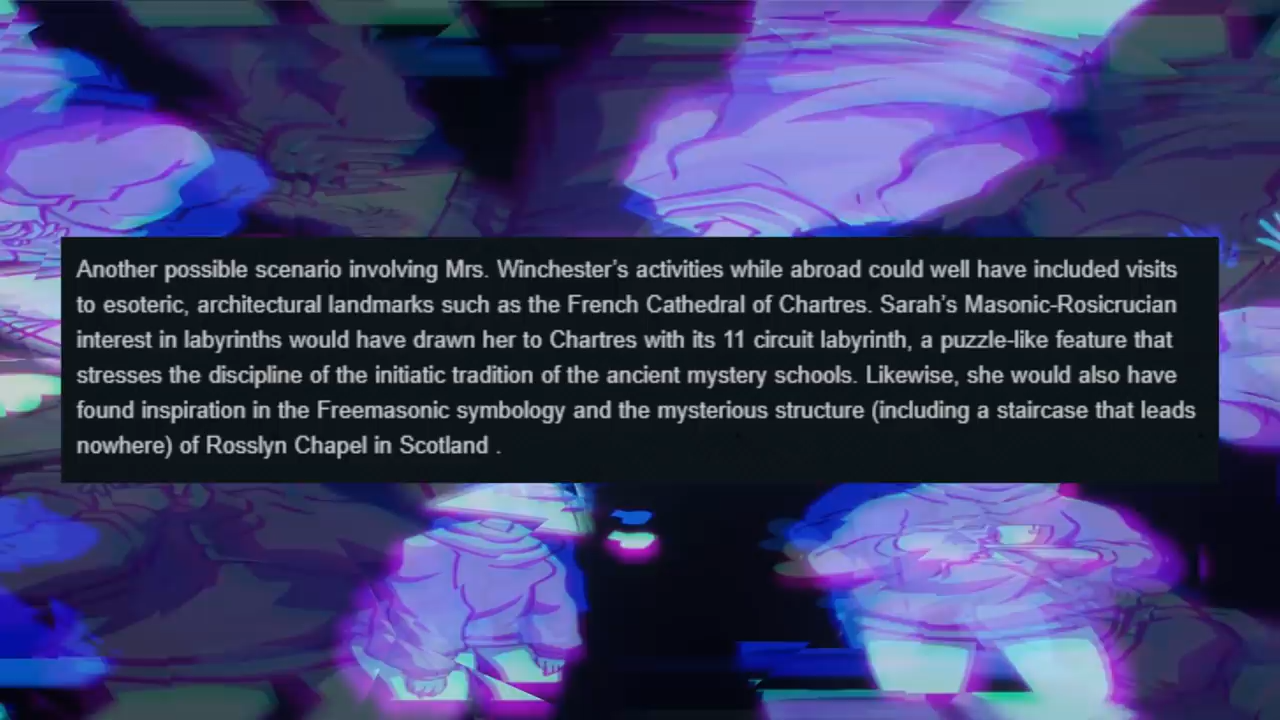 Another possible scenario involving Mrs. Winchester’s activities while abroad could well have included visits
to esoteric, architectural landmarks such as the French Cathedral of Chartres. Sarah’s Masonic-Rosicrucian
interest in labyrinths would have drawn her to Chartres with its 11 circuit labyrinth, a puzzle-like feature that
stresses the discipline of the initiatic tradition of the ancient mystery schools. Likewise, she would also have
found inspiration in the Freemasonic symbology and the mysterious structure (including a staircase that leads
nowhere) of Rosslyn Chapel in Scotland .